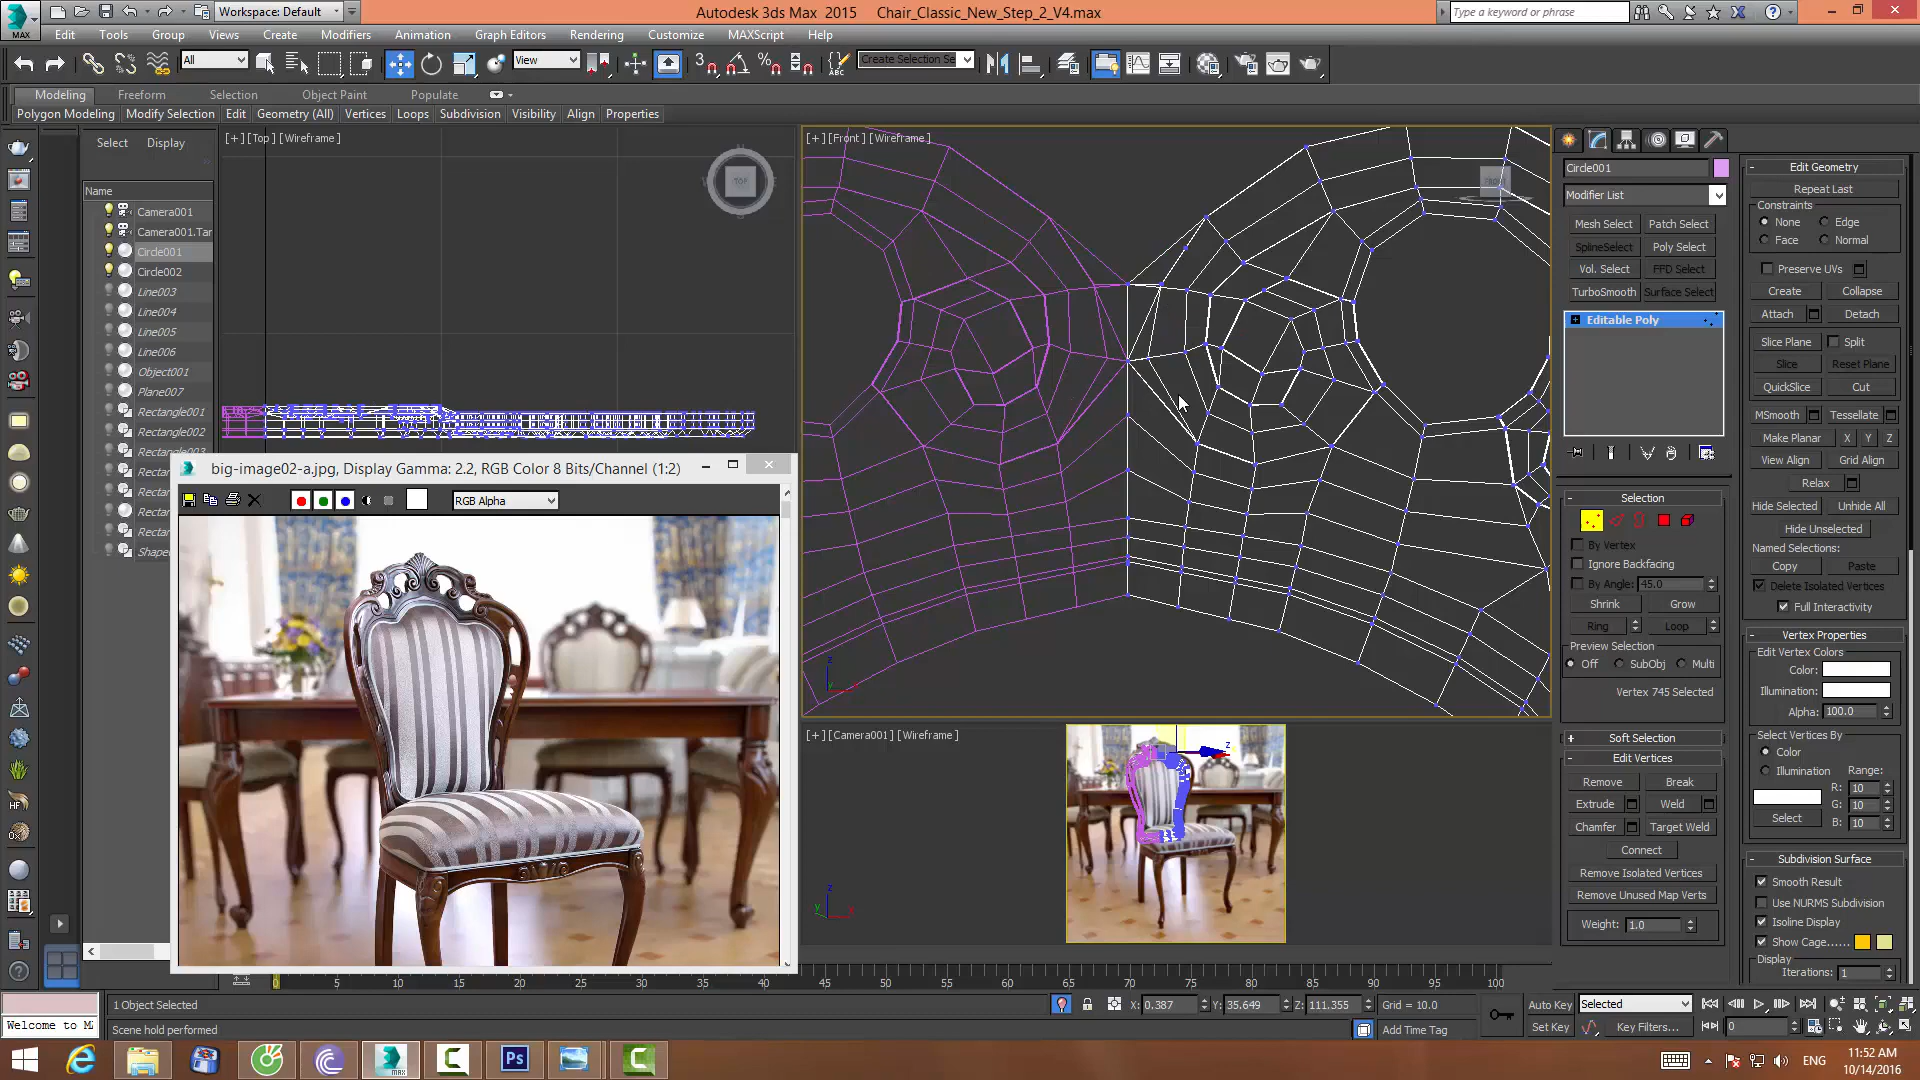 Workspace: Default
Autodesk 3ds Max 2015 Chair_Classic_New_Step_2_V4.max
Type a keyword or phrase
MAX
Edit Tools Group Views Create Modifiers Animation Graph Editors Rendering Customize MAXScript Help
All
View
Create Selection Se
Modeling Freeform Selection Object Paint Populate
Polygon Modeling Modify Selection Edit Geometry (All) Vertices Loops Subdivision Visibility Align Properties
Select Display
Name
Camera001
Camera001.Tar
Circle001
Circle002
Line003
Line004
Line005
Line006
Object001
Plane007
Rectangle001
Rectangle002
[+] [Top] [Wireframe]
TOP
[+] [Front] [Wireframe]
[+] [Camera001] [Wireframe]
big-image02-a.jpg, Display Gamma: 2.2, RGB Color 8 Bits/Channel (1:2)
RGB Alpha
Circle001
Modifier List
Mesh Select Patch Select
SplineSelect Poly Select
Vol. Select FFD Select
TurboSmooth Surface Select
Editable Poly
Selection
By Vertex
Ignore Backfacing
By Angle: 45.0
Shrink Grow
Ring Loop
Preview Selection
Off SubObj Multi
Vertex 745 Selected
Soft Selection
Edit Vertices
Remove Break
Extrude Weld
Chamfer Target Weld
Connect
Remove Isolated Vertices
Remove Unused Map Verts
Weight: 1.0
Edit Geometry
Repeat Last
Constraints
None Edge
Face Normal
Preserve UVs
Create Collapse
Attach Detach
Slice Plane Split
Slice Reset Plane
QuickSlice Cut
MSmooth Tessellate
Make Planar X Y Z
View Align Grid Align
Relax
Hide Selected Unhide All
Hide Unselected
Named Selections:
Copy Paste
Delete Isolated Vertices
Full Interactivity
Vertex Properties
Edit Vertex Colors
Color:
Illumination:
Alpha: 100.0
Select Vertices By
Color
Illumination Range:
R: 10
G: 10
Select
B: 10
Subdivision Surface
Smooth Result
Use NURMS Subdivision
Isoline Display
Show Cage......
Display
Iterations: 1
0 5 10 15 20 25 30 35 40 45 50 55 60 65 70 75 80 85 90 95 100
1 Object Selected
X: 0.387 Y: 35.649 Z: 111.355 Grid = 10.0
Auto Key Selected
Welcome to M
Scene hold performed
Add Time Tag
Set Key Key Filters... 0
Ps
ENG
11:52 AM
10/14/2016